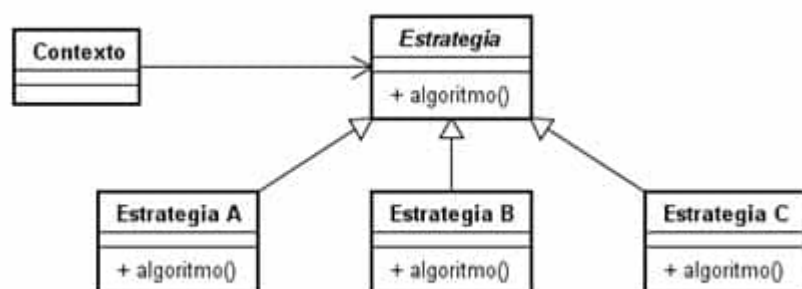 Contexto
Estrategia
+ algoritmo()
Estrategia A
+ algoritmo()
Estrategia B
+ algoritmo()
Estrategia C
+ algoritmo()